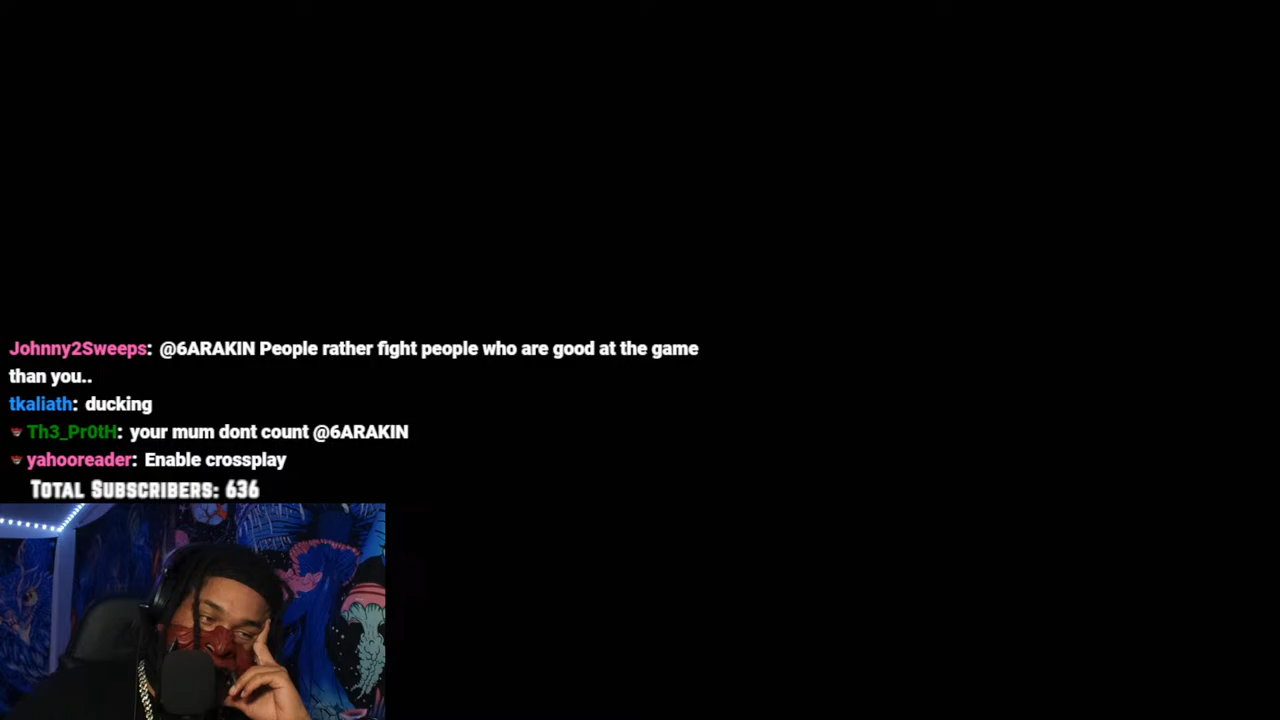 Johnny2Sweeps: @6ARAKIN People rather fight people who are good at the game
than you..
tkaliath: ducking
Th3_Pr0tH: your mum dont count @6ARAKIN
yahooreader: Enable crossplay
Total Subscribers: 636